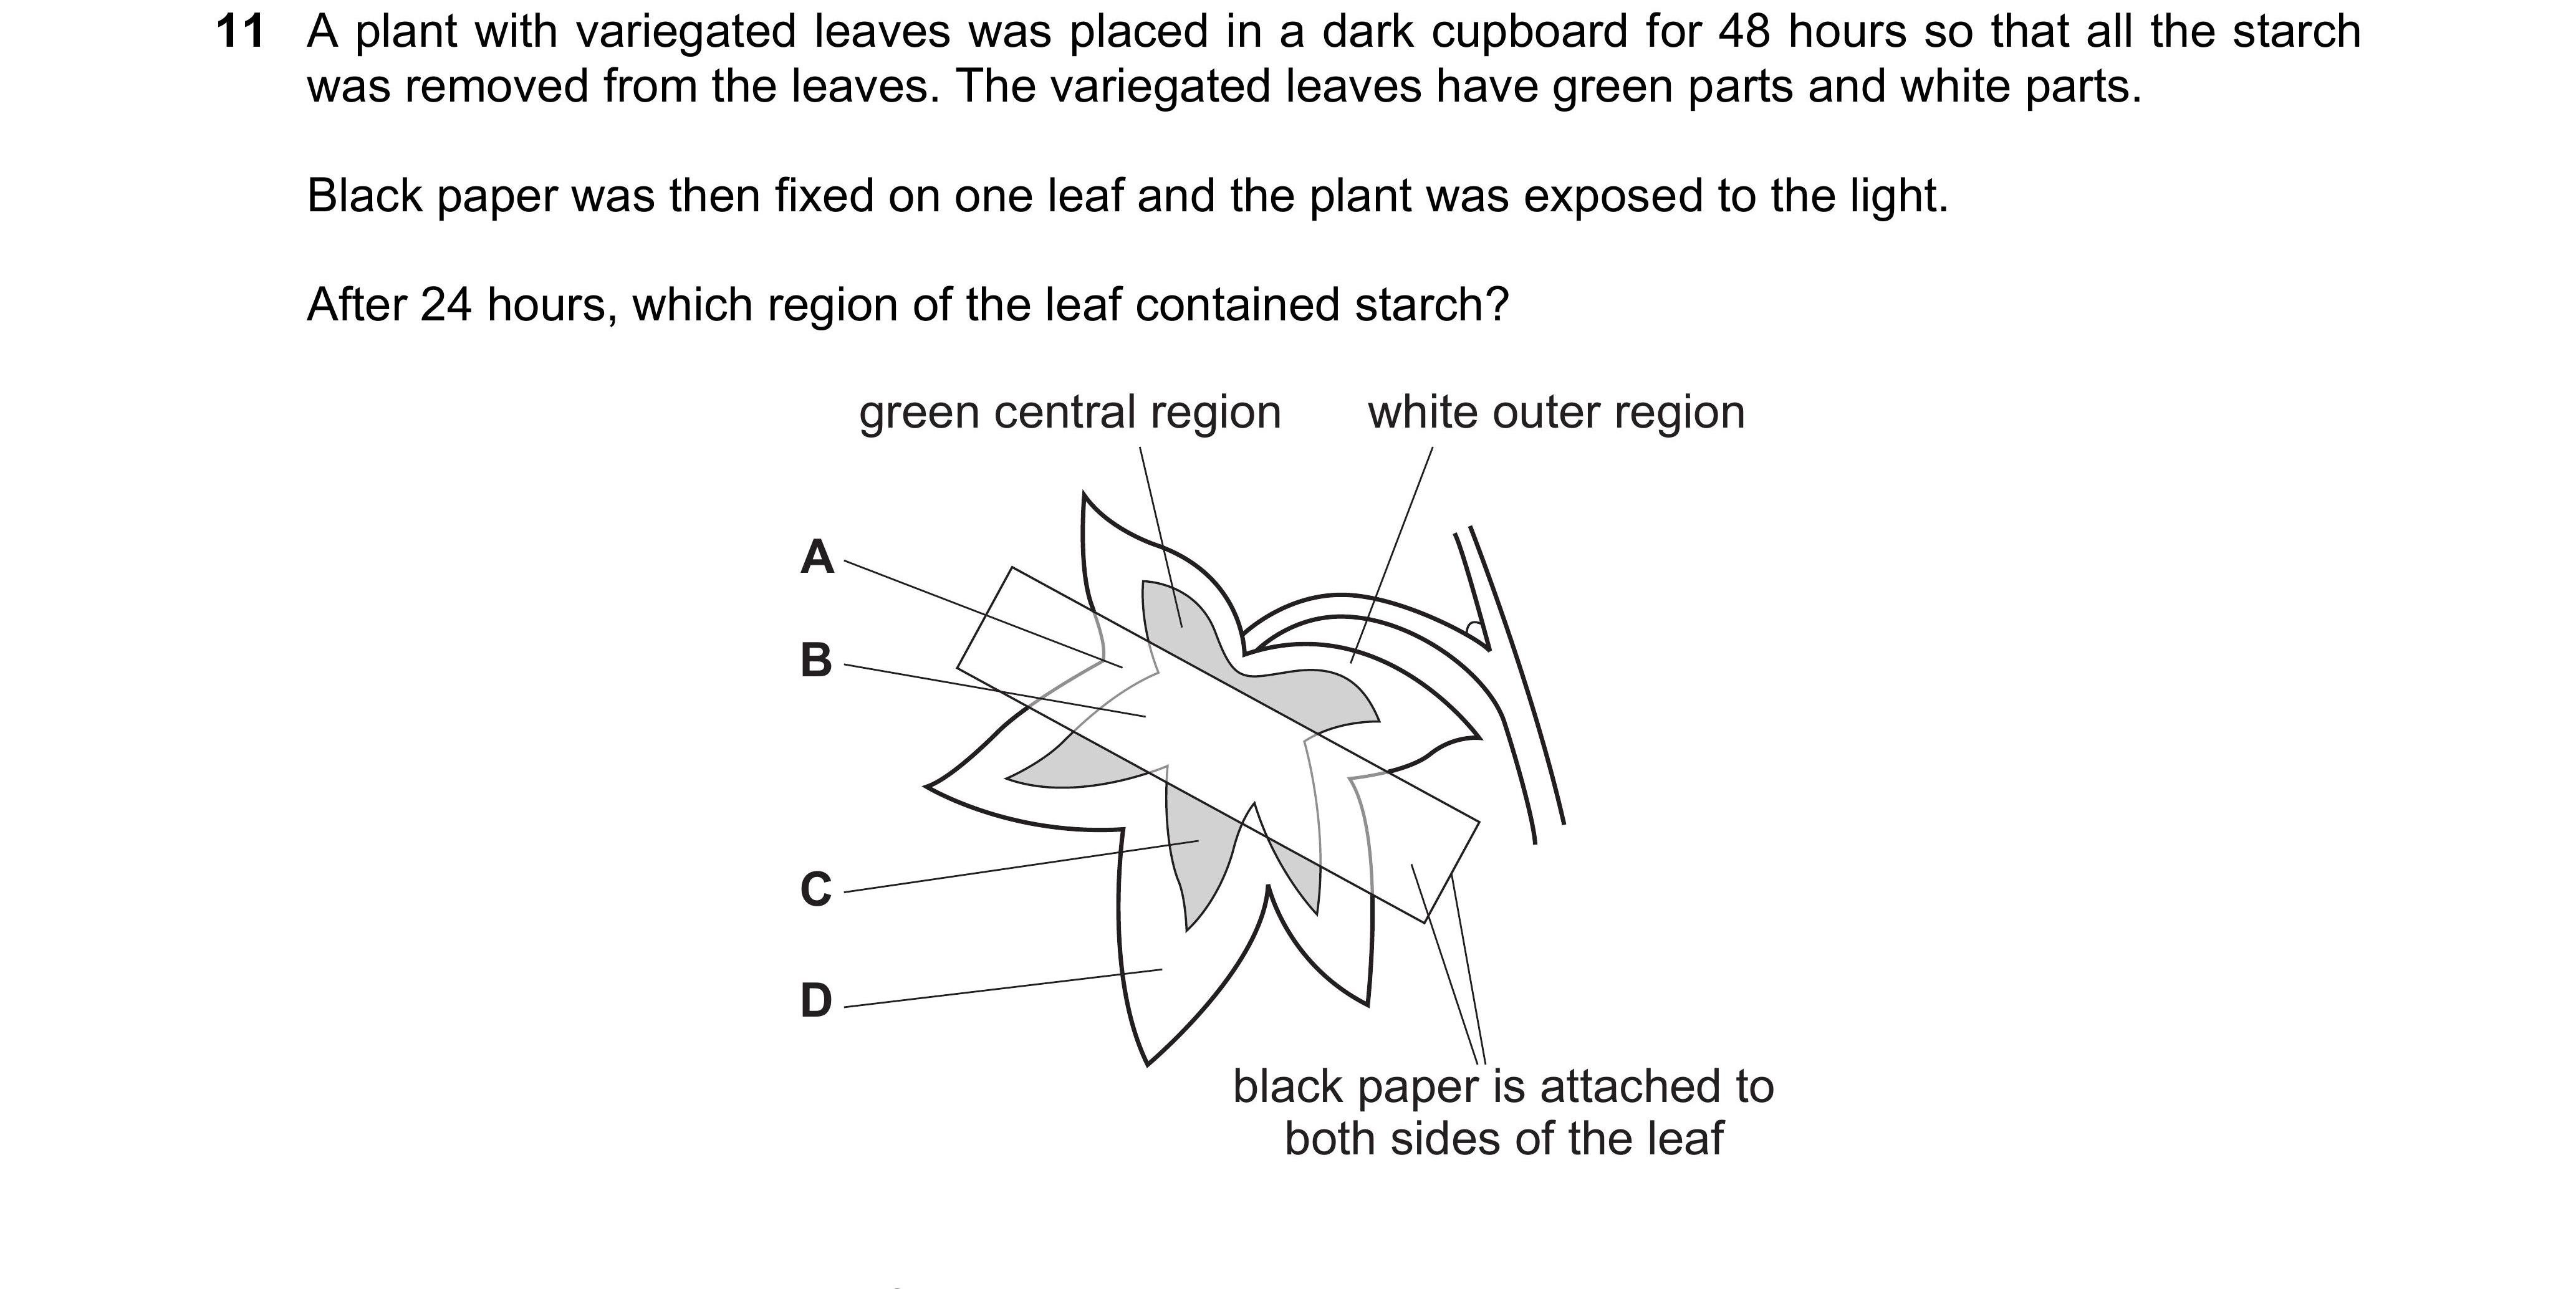 11 A plant with variegated leaves was placed in a dark cupboard for 48 hours so that all the starch
was removed from the leaves. The variegated leaves have green parts and white parts.
Black paper was then fixed on one leaf and the plant was exposed to the light.
After 24 hours, which region of the leaf contained starch?
green central region white outer region
A
B
C
D
black paper is attached to
both sides of the leaf